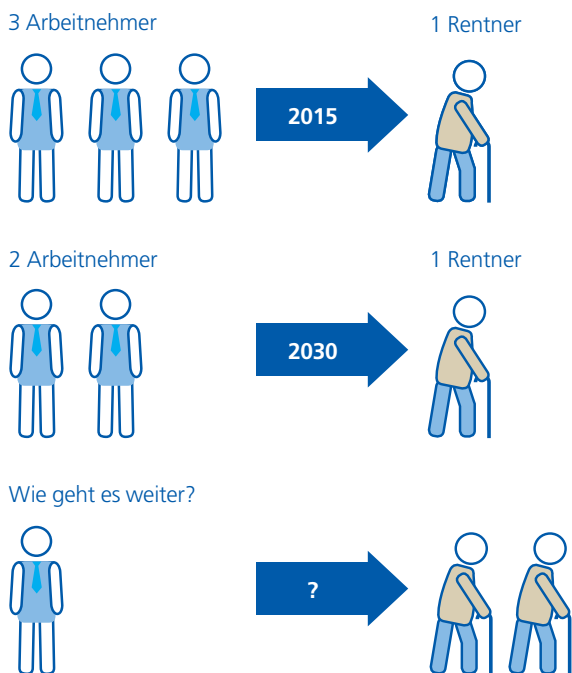 3 Arbeitnehmer
1 Rentner
2015
2 Arbeitnehmer
1 Rentner
2030
Wie geht es weiter?
?